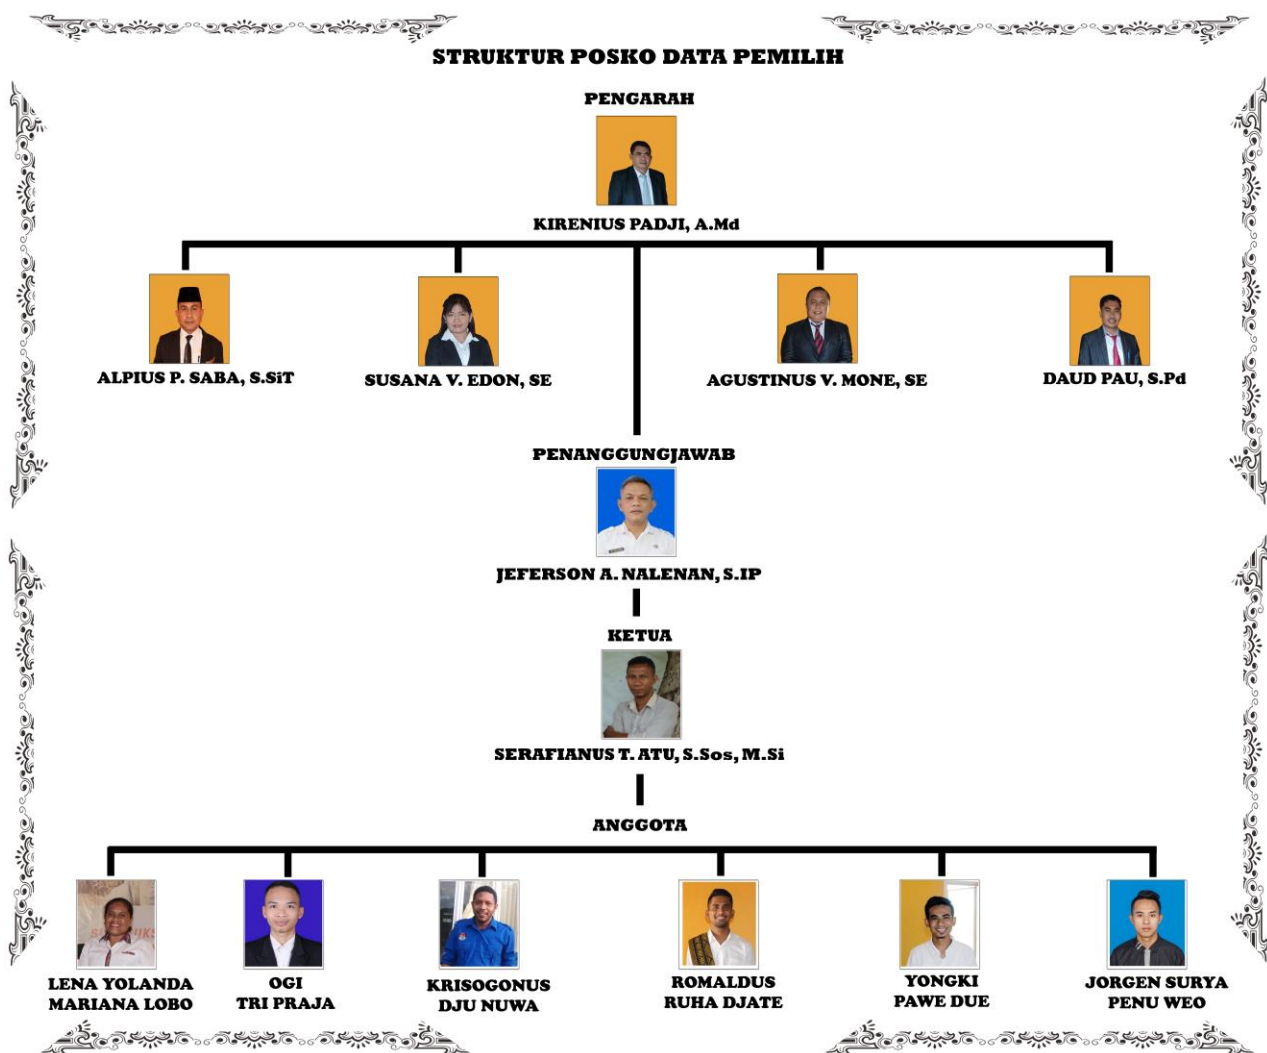 STRUKTUR POSKO DATA PEMILIH
PENGARAH
KIRENIUS PADJI, A.Md
ALPIUS P. SABA, S.SiT
SUSANA V. EDON, SE
AGUSTINUS V. MONE, SE
DAUD PAU, S.Pd
PENANGGUNGJAWAB
JEFERSON A. NALENAN, S.IP
KETUA
SERAFIANUS T. ATU, S.Sos, M.Si
ANGGOTA
LENA YOLANDA
MARIANA LOBO
OGI
TRI PRAJA
KRISOGONUS
DJU NUWA
ROMALDUS
RUHA DJATE
YONGKI
PAWE DUE
JORGEN SURYA
PENU WEO